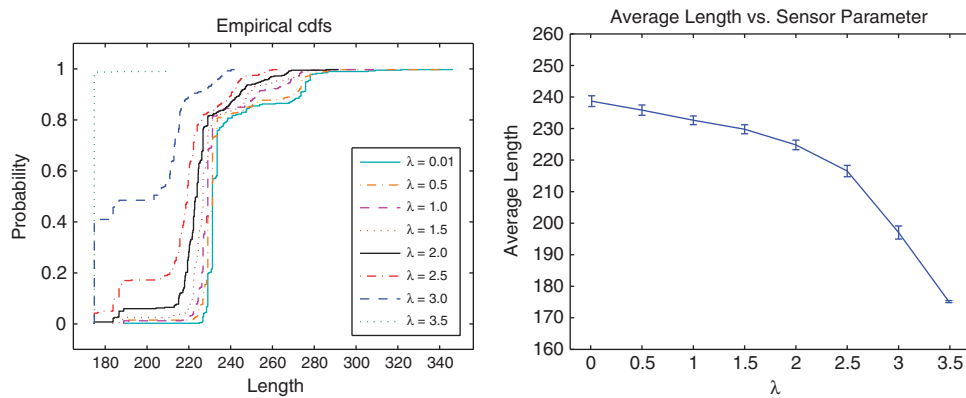 Empirical cdfs
1
0.8
0.6
0.4
0.2
0
Probability
180 200 220 240 260 280 300 320 340
Length
λ = 0.01
λ = 0.5
λ = 1.0
λ = 1.5
λ = 2.0
λ = 2.5
λ = 3.0
λ = 3.5
Average Length vs. Sensor Parameter
260
250
240
230
220
210
200
190
180
170
160
Average Length
0 0.5 1 1.5 2 2.5 3 3.5
λ